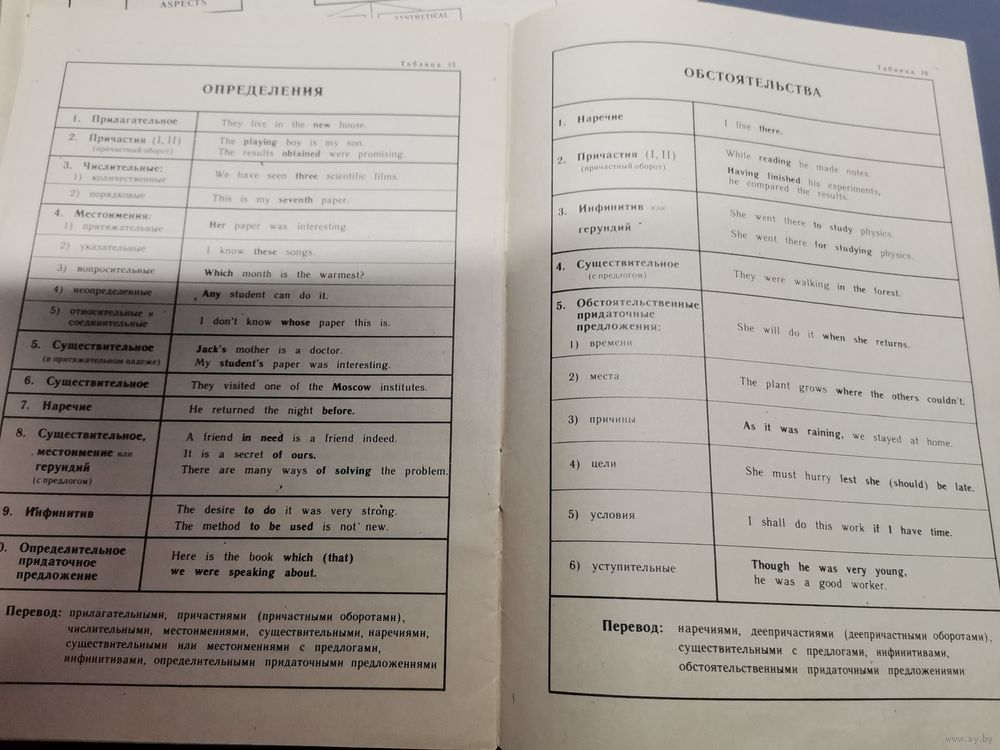 ASPECTS
SYNTHETICAL
Таблица 15
ОПРЕДЕЛЕНИЯ
1. Прилагательное
They live in the new house.
2. Причастия (I, II)
(причастный оборот)
The playing boy is my son.
The results obtained were promising.
3. Числительные:
1) количественные
We have seen three scientific films.
2) порядковые
This is my seventh paper.
4. Местоимения:
1) притяжательные
Her paper was interesting.
2) указательные
I know these songs.
3) вопросительные
Which month is the warmest?
4) неопределенные
Any student can do it.
5) относительные и
соединительные
I don't know whose paper this is.
5. Существительное
(в притяжательном падеже)
Jack's mother is a doctor.
My student's paper was interesting.
6. Существительное
They visited one of the Moscow institutes.
7. Наречие
He returned the night before.
8. Существительное,
местоимение или
герундий
(с предлогом)
A friend in need is a friend indeed.
It is a secret of ours.
There are many ways of solving the problem.
9. Инфинитив
The desire to do it was very strong.
The method to be used is not new.
0. Определительное
придаточное
предложение
Here is the book which (that)
we were speaking about.
Перевод: прилагательными, причастиями (причастными оборотами),
числительными, местоимениями, существительными, наречиями,
существительными или местоимениями с предлогами,
инфинитивами, определительными придаточными предложениями
Таблица 16
ОБСТОЯТЕЛЬСТВА
1. Наречие
I live there.
2. Причастия (I, II)
(причастный оборот)
While reading he made notes.
Having finished his experiments,
he compared the results.
3. Инфинитив или
герундий
She went there to study physics.
She went there for studying physics.
4. Существительное
(с предлогом)
They were walking in the forest.
5. Обстоятельственные
придаточные
предложения:
1) времени
She will do it when she returns.
2) места
The plant grows where the others couldn't.
3) причины
As it was raining, we stayed at home.
4) цели
She must hurry lest she (should) be late.
5) условия
I shall do this work if I have time.
6) уступительные
Though he was very young,
he was a good worker.
Перевод: наречиями, деепричастиями (деепричастными оборотами),
существительными с предлогами, инфинитивами,
обстоятельственными придаточными предложениями
www.ay.by